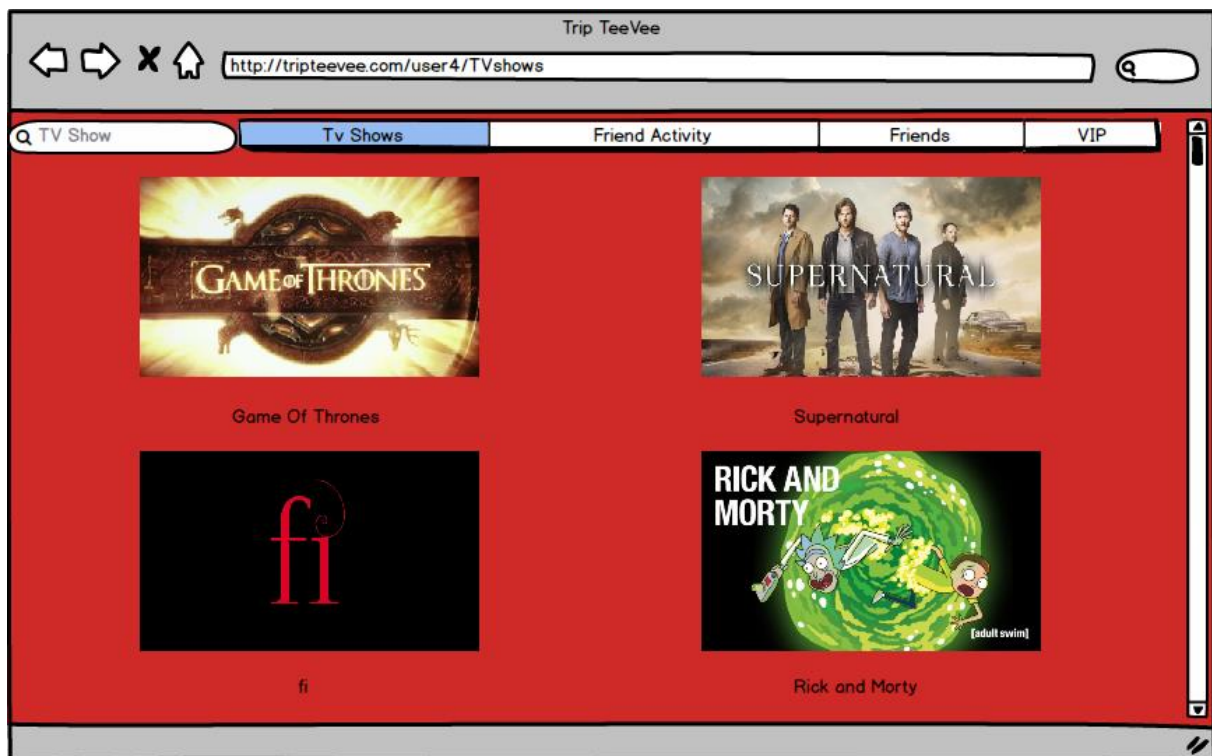 Trip TeeVee
http://tripteevee.com/user4/TVshows
TV Show
Tv Shows
Friend Activity
Friends
VIP
GAME OF THRONES
SUPERNATURAL
Game Of Thrones
Supernatural
fi
RICK AND
MORTY
[adult swim]
fi
Rick and Morty